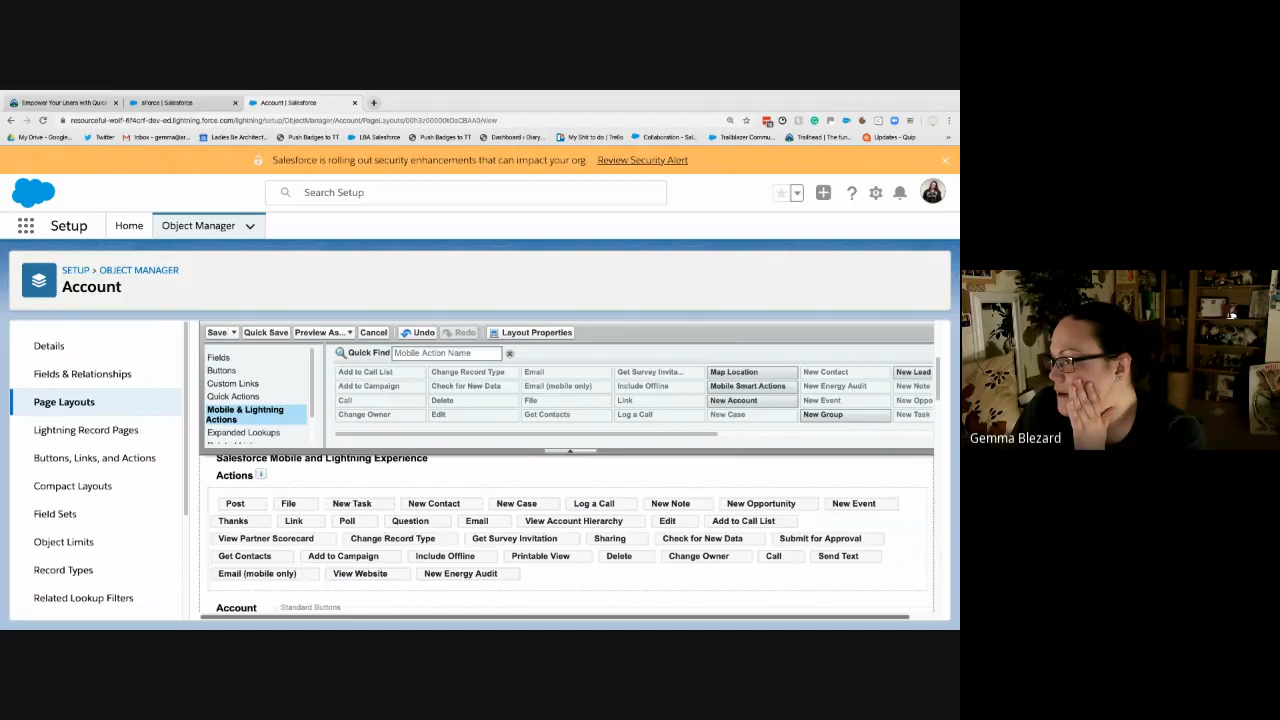 Empower Your Users with Quick
sForce | Salesforce
Account | Salesforce
resourceful-wolf-6f4crf-dev-ed.lightning.force.com/lightning/setup/ObjectManager/Account/PageLayouts/
My Drive - Google...
Twitter
Inbox - gemma@ar...
Ladies Be Architect...
Push Badges to TT
LBA Salesforce
Push Badges to TT
Dashboard ‹ Diary...
My Shit to do | Trello
Collaboration - Sal...
Trailblazer Commu...
Trailhead | The fun...
Updates - Quip
Salesforce is rolling out security enhancements that can impact your org. Review Security Alert
Search Setup
Setup
Home
Object Manager
SETUP > OBJECT MANAGER
Account
Details
Fields & Relationships
Page Layouts
Lightning Record Pages
Buttons, Links, and Actions
Compact Layouts
Field Sets
Object Limits
Record Types
Related Lookup Filters
Save Quick Save Preview As... Cancel Undo Redo Layout Properties
Fields
Buttons
Custom Links
Quick Actions
Mobile & Lightning
Actions
Expanded Lookups
Quick Find Mobile Action Name
Add to Call List Change Record Type Email Get Survey Invita... Map Location New Contact New Lead
Add to Campaign Check for New Data Email (mobile only) Include Offline Mobile Smart Actions New Energy Audit New Note
Call Delete File Link New Account New Event New Oppo
Change Owner Edit Get Contacts Log a Call New Case New Group New Task
Salesforce Mobile and Lightning Experience
Actions
Post File New Task New Contact New Case Log a Call New Note New Opportunity New Event
Thanks Link Poll Question Email View Account Hierarchy Edit Add to Call List
View Partner Scorecard Change Record Type Get Survey Invitation Sharing Check for New Data Submit for Approval
Get Contacts Add to Campaign Include Offline Printable View Delete Change Owner Call Send Text
Email (mobile only) View Website New Energy Audit
Account Standard Buttons
Gemma Blezard